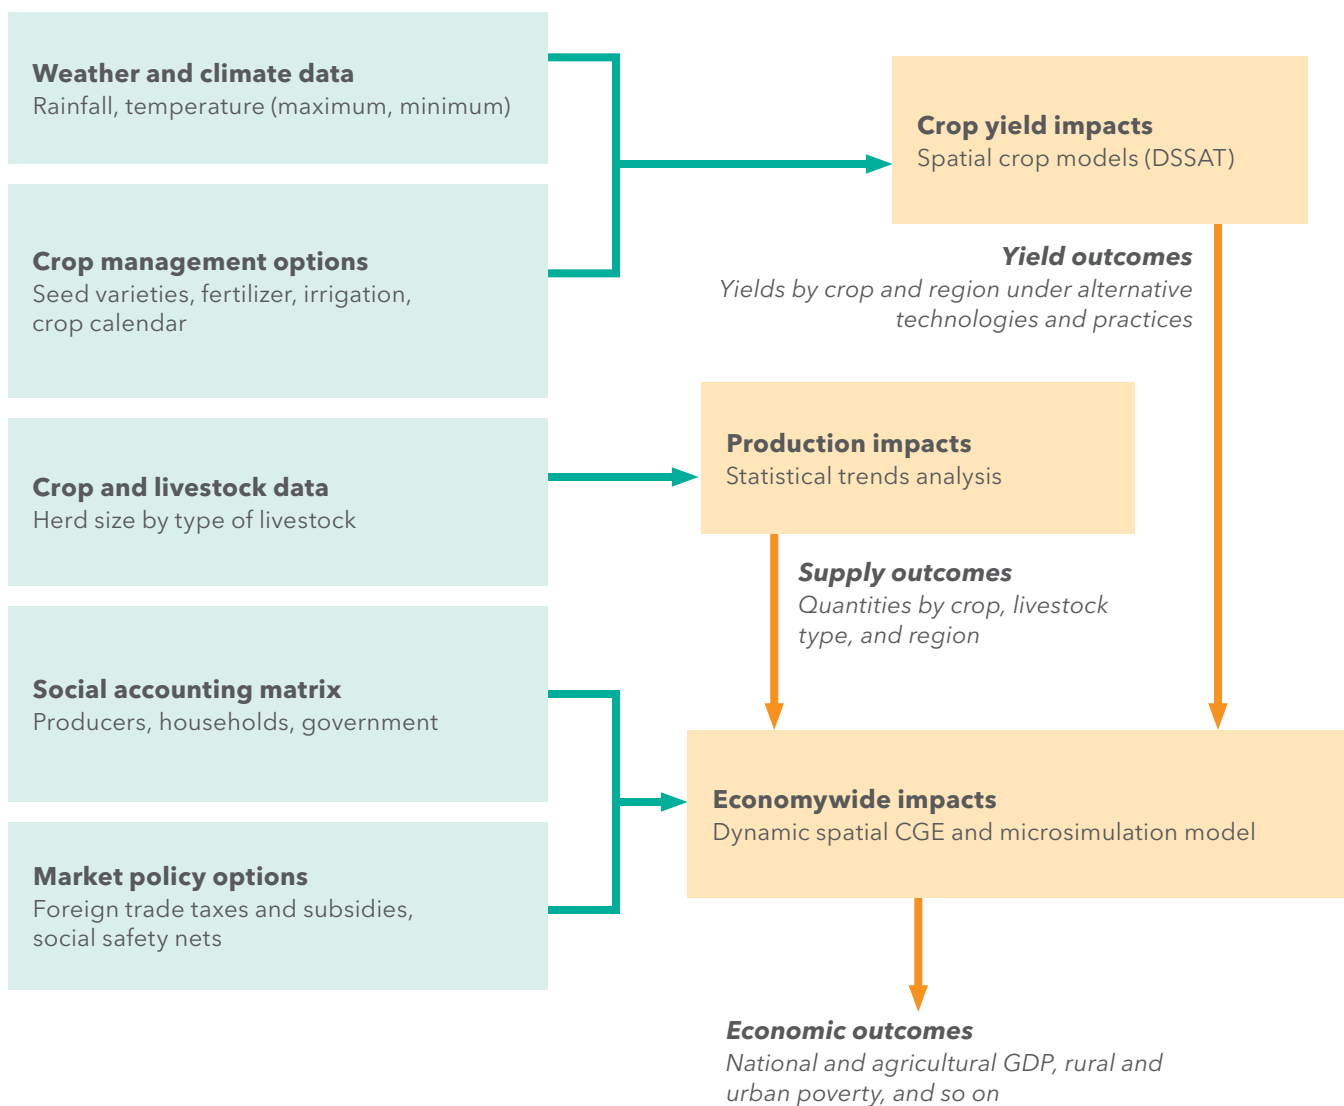 Weather and climate data
Rainfall, temperature (maximum, minimum)
Crop management options
Seed varieties, fertilizer, irrigation,
crop calendar
Crop and livestock data
Herd size by type of livestock
Social accounting matrix
Producers, households, government
Market policy options
Foreign trade taxes and subsidies,
social safety nets
Crop yield impacts
Spatial crop models (DSSAT)
Yield outcomes
Yields by crop and region under alternative
technologies and practices
Production impacts
Statistical trends analysis
Supply outcomes
Quantities by crop, livestock
type, and region
Economywide impacts
Dynamic spatial CGE and microsimulation model
Economic outcomes
National and agricultural GDP, rural and
urban poverty, and so on